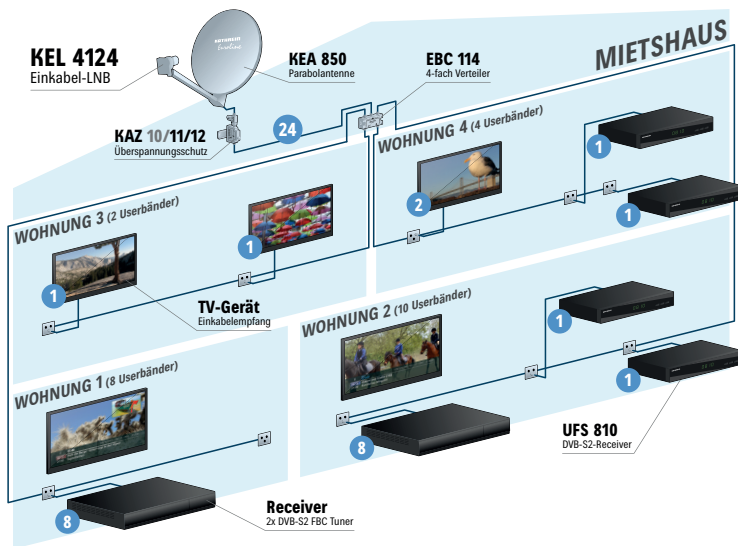 KATHREIN
Euroline
KEL 4124
Einkabel-LNB
KEA 850
Parabolantenne
EBC 114
4-fach Verteiler
MIETSHAUS
KAZ 10/11/12
Überspannungsschutz
24
WOHNUNG 4 (4 Userbänder)
1
2
1
WOHNUNG 3 (2 Userbänder)
1
1
TV-Gerät
Einkabelempfang
WOHNUNG 2 (10 Userbänder)
1
1
8
UFS 810
DVB-S2-Receiver
WOHNUNG 1 (8 Userbänder)
8
Receiver
2x DVB-S2 FBC Tuner